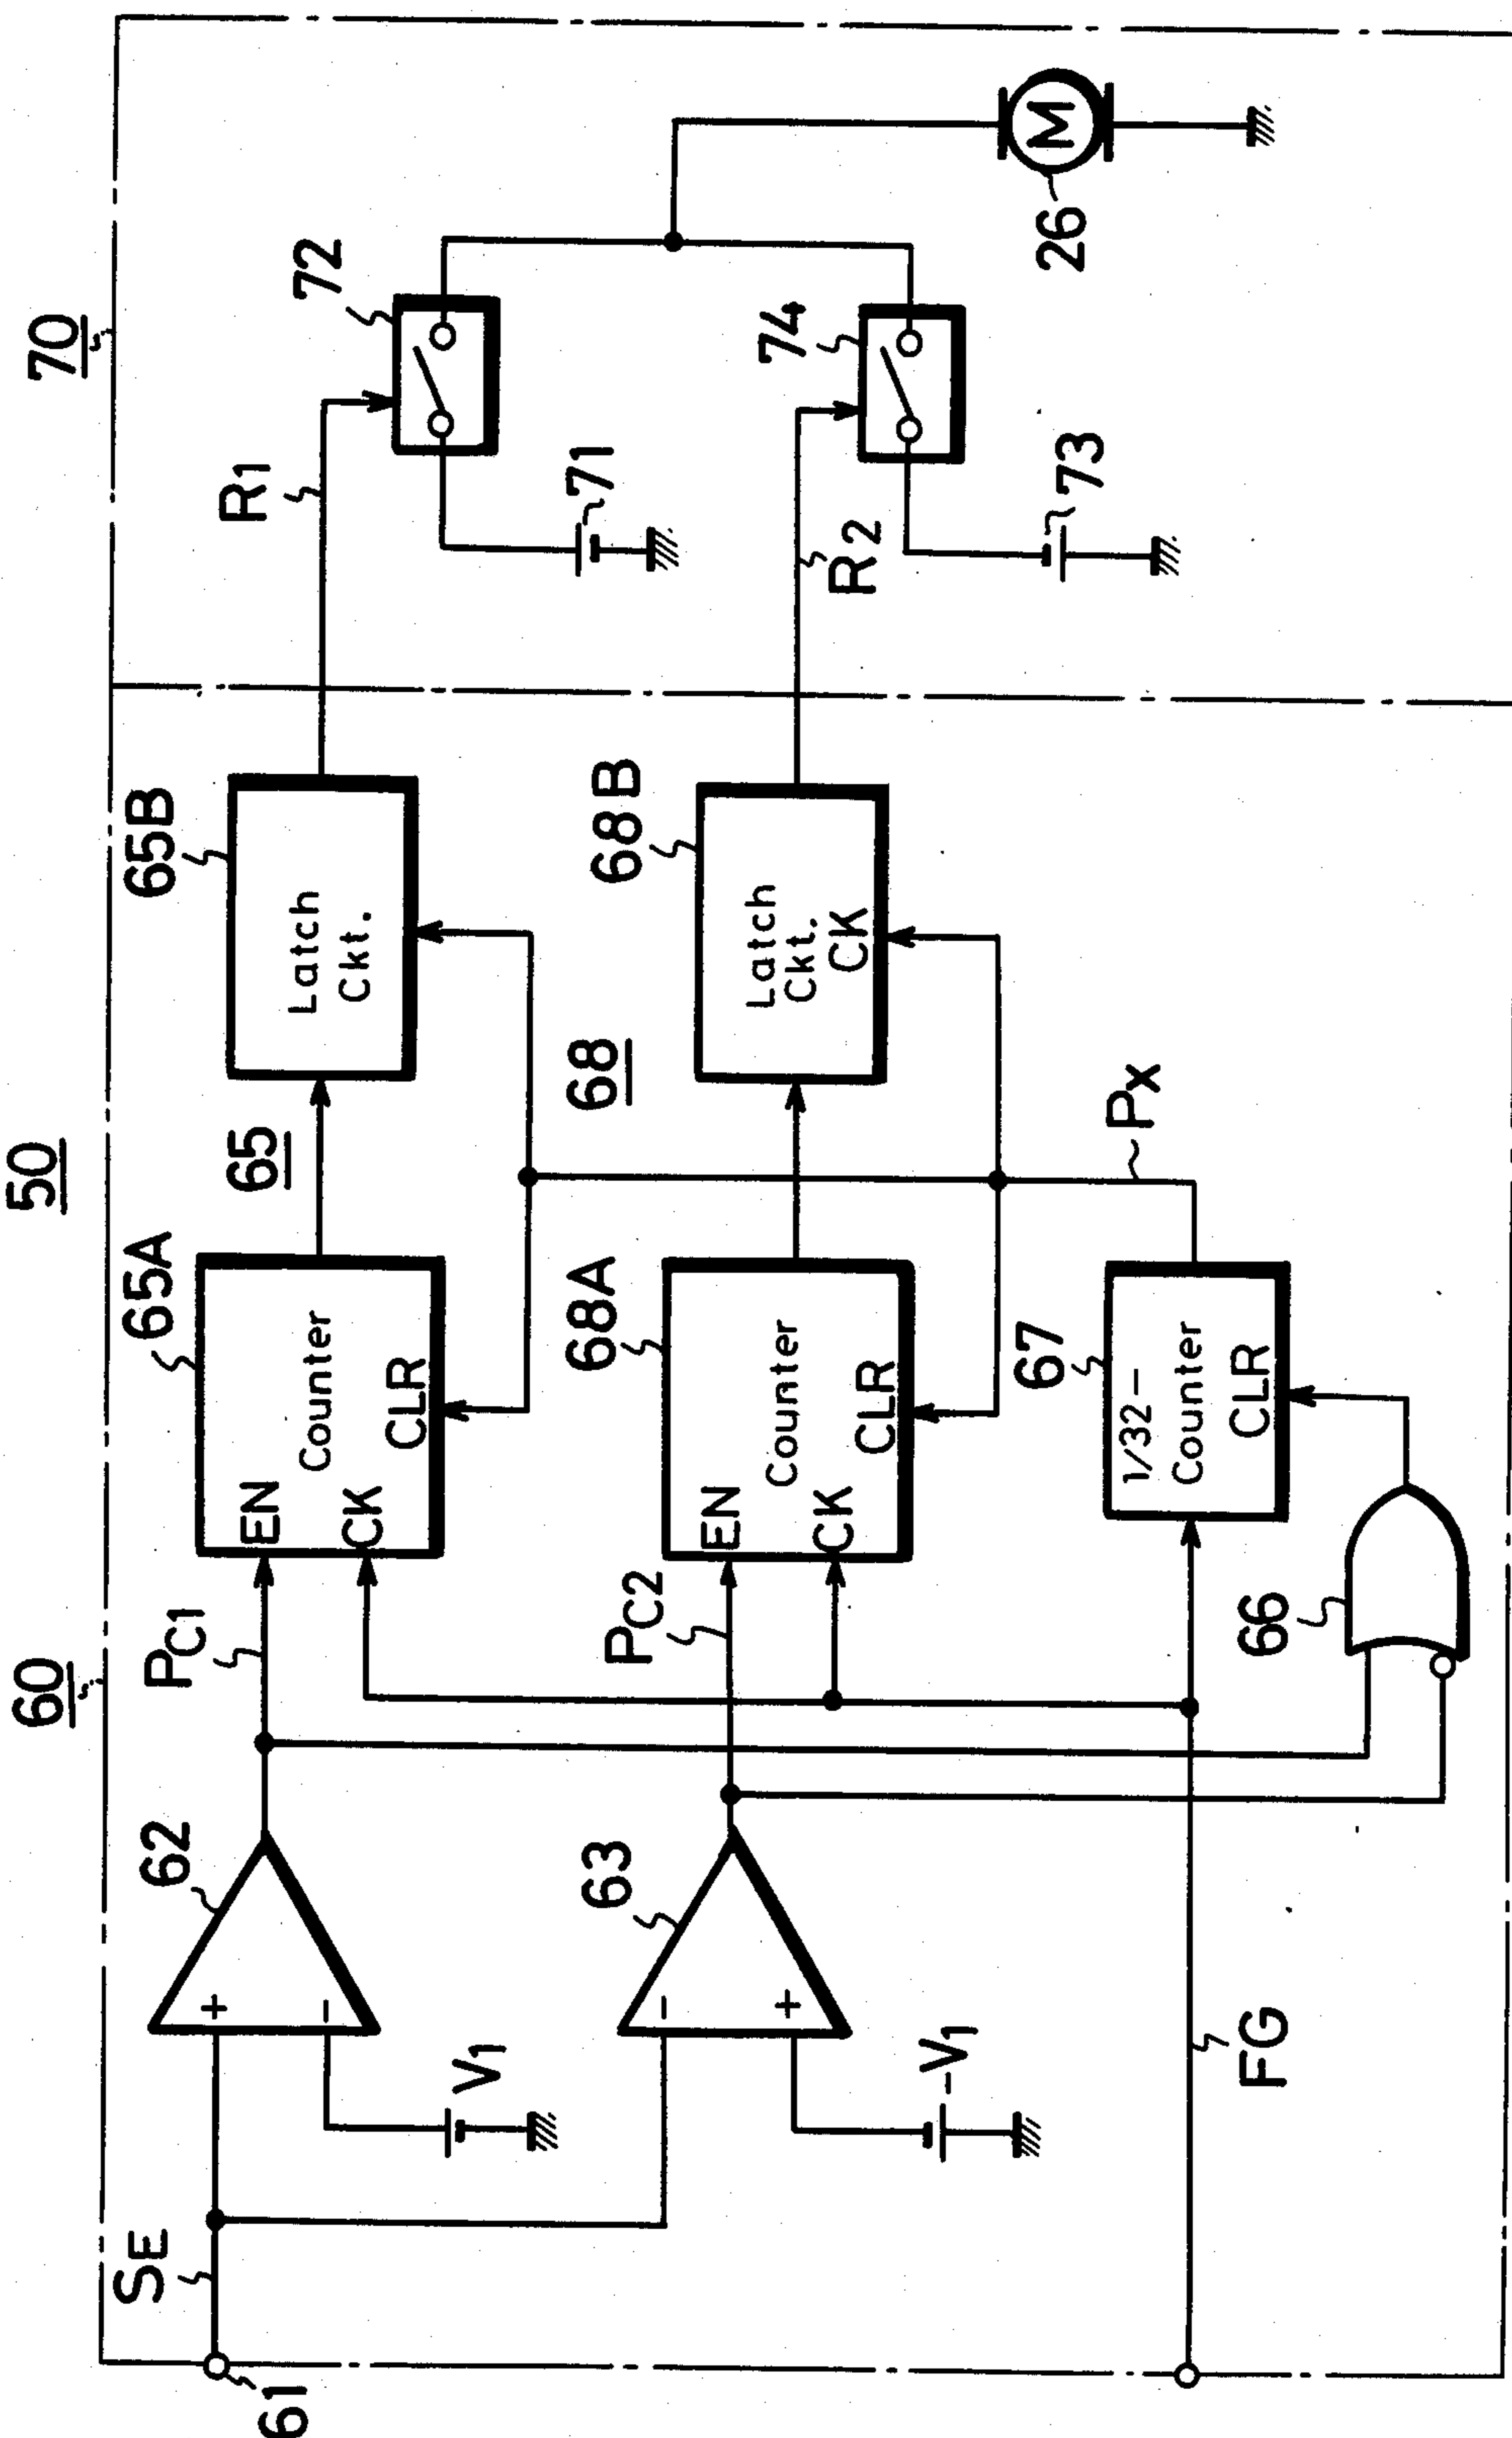 50
60
70
61
SE
62
+
-
V1
PC1
65A
EN
CK
Counter
CLR
65
65B
Latch
Ckt.
R1
72
71
63
-
+
-V1
PC2
68A
EN
CK
Counter
CLR
68
68B
Latch
Ckt.
CK
R2
74
73
M
26
FG
66
67
1/32-
Counter
CLR
PX